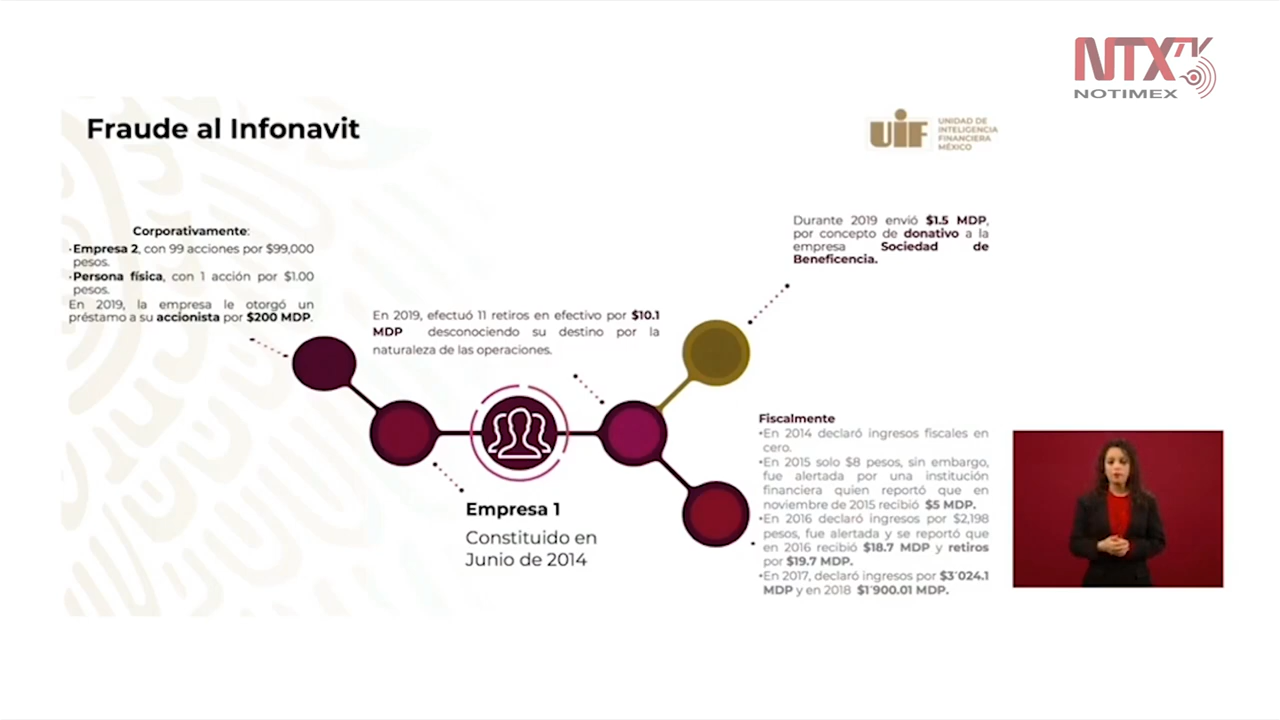 NTX TV
NOTIMEX
Fraude al Infonavit
UIF
UNIDAD DE
INTELIGENCIA
FINANCIERA
MÉXICO
Corporativamente:
·Empresa 2, con 99 acciones por $99,000
pesos.
·Persona física, con 1 acción por $1.00
pesos.
En 2019, la empresa le otorgó un
préstamo a su accionista por $200 MDP.
En 2019, efectuó 11 retiros en efectivo por $10.1
MDP desconociendo su destino por la
naturaleza de las operaciones.
Durante 2019 envió $1.5 MDP,
por concepto de donativo a la
empresa Sociedad de
Beneficencia.
Empresa 1
Constituido en
Junio de 2014
Fiscalmente
•En 2014 declaró ingresos fiscales en
cero.
•En 2015 solo $8 pesos, sin embargo,
fue alertada por una institución
financiera quien reportó que en
noviembre de 2015 recibió $5 MDP.
•En 2016 declaró ingresos por $2,198
pesos, fue alertada y se reportó que
en 2016 recibió $18.7 MDP y retiros
por $19.7 MDP.
•En 2017, declaró ingresos por $3'024.1
MDP y en 2018 $1'900.01 MDP.